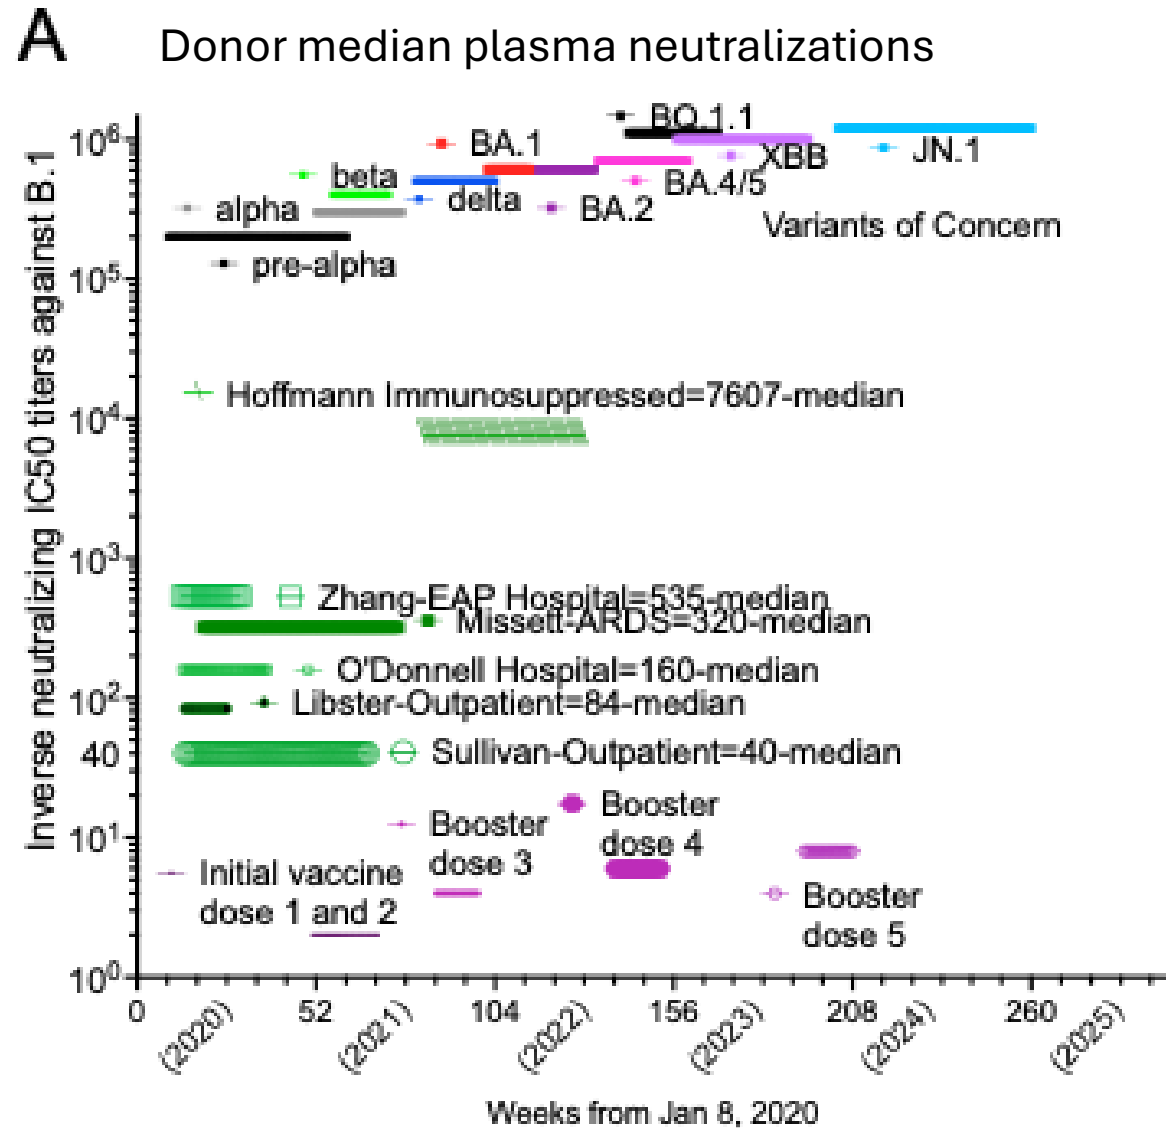 A Donor median plasma neutralizations
Inverse neutralizing IC50 titers against B.1
10⁶
10⁵
10⁴
10³
10²
40
10¹
10⁰
BQ.1.1
BA.1
XBB
JN.1
beta
BA.4/5
delta
BA.2
alpha
Variants of Concern
pre-alpha
Hoffmann Immunosuppressed=7607-median
Zhang-EAP Hospital=535-median
Missett-ARDS=320-median
O'Donnell Hospital=160-median
Libster-Outpatient=84-median
Sullivan-Outpatient=40-median
Booster
dose 4
Booster
dose 3
Initial vaccine
dose 1 and 2
Booster
dose 5
0 52 104 156 208 260
(2020) (2021) (2022) (2023) (2024) (2025)
Weeks from Jan 8, 2020